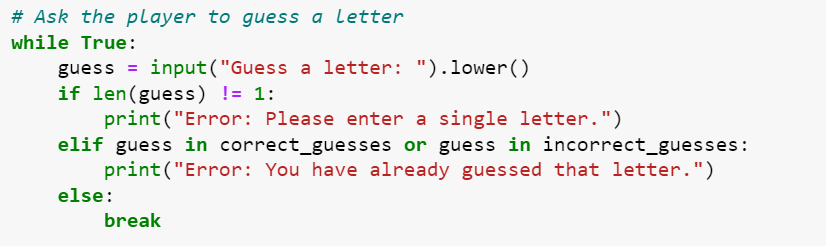 # Ask the player to guess a letter
while True:
    guess = input("Guess a letter: ").lower()
    if len(guess) != 1:
        print("Error: Please enter a single letter.")
    elif guess in correct_guesses or guess in incorrect_guesses:
        print("Error: You have already guessed that letter.")
    else:
        break